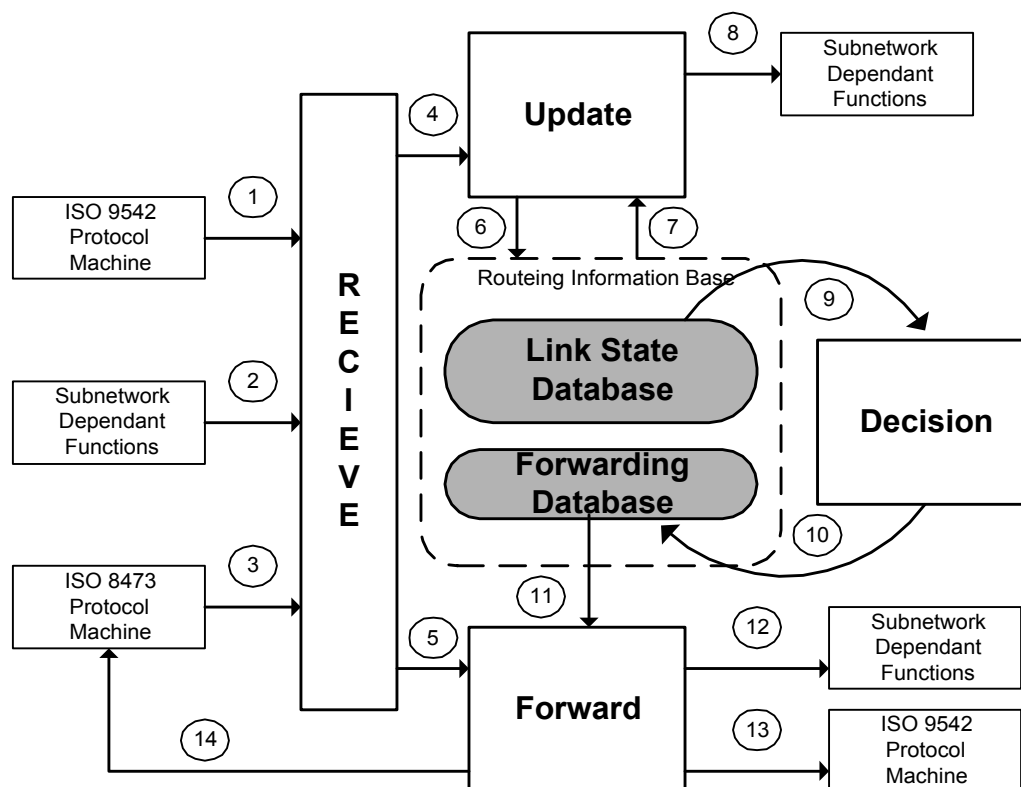 8
Subnetwork
Dependant
Functions
Update
4
1
ISO 9542
Protocol
Machine
6
7
R
E
C
I
E
V
E
Routeing Information Base
9
Link State
Database
2
Subnetwork
Dependant
Functions
Decision
Forwarding
Database
10
3
ISO 8473
Protocol
Machine
11
5
12
Subnetwork
Dependant
Functions
Forward
14
13
ISO 9542
Protocol
Machine